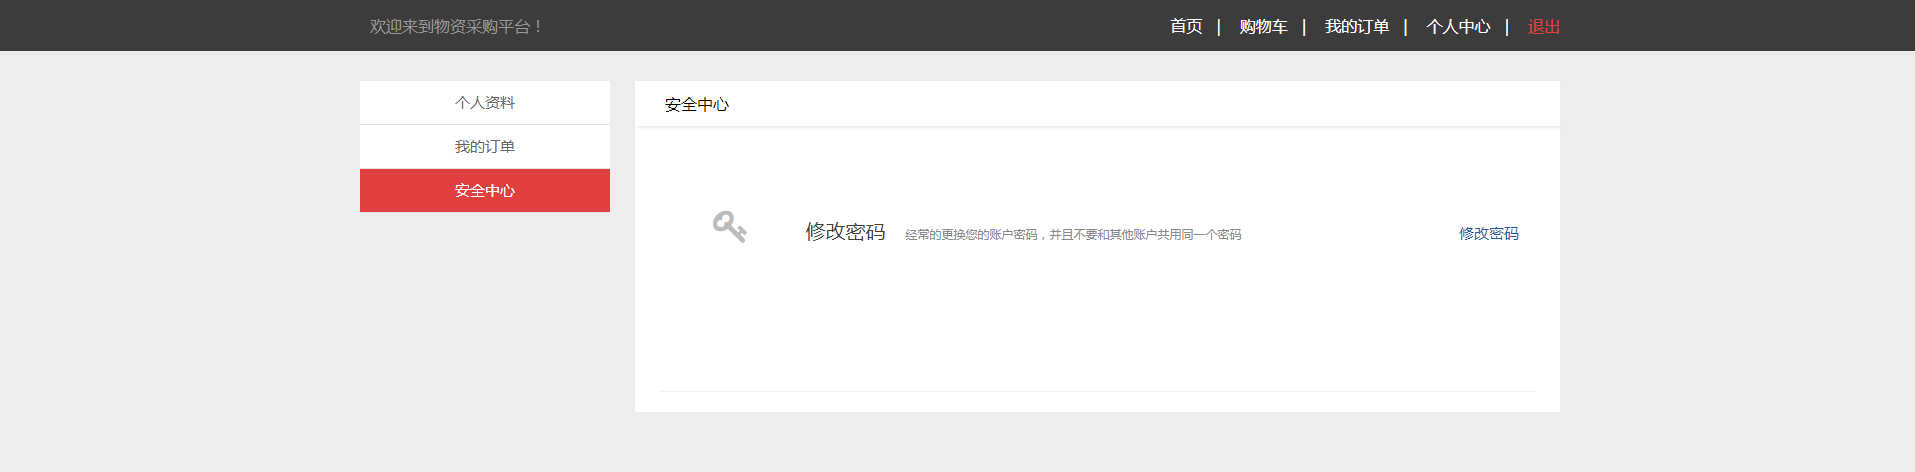 欢迎来到物资采购平台！ 首页 | 购物车 | 我的订单 | 个人中心 | 退出
个人资料
我的订单
安全中心
安全中心
修改密码 经常的更换您的账户密码，并且不要和其他账户共用同一个密码 修改密码